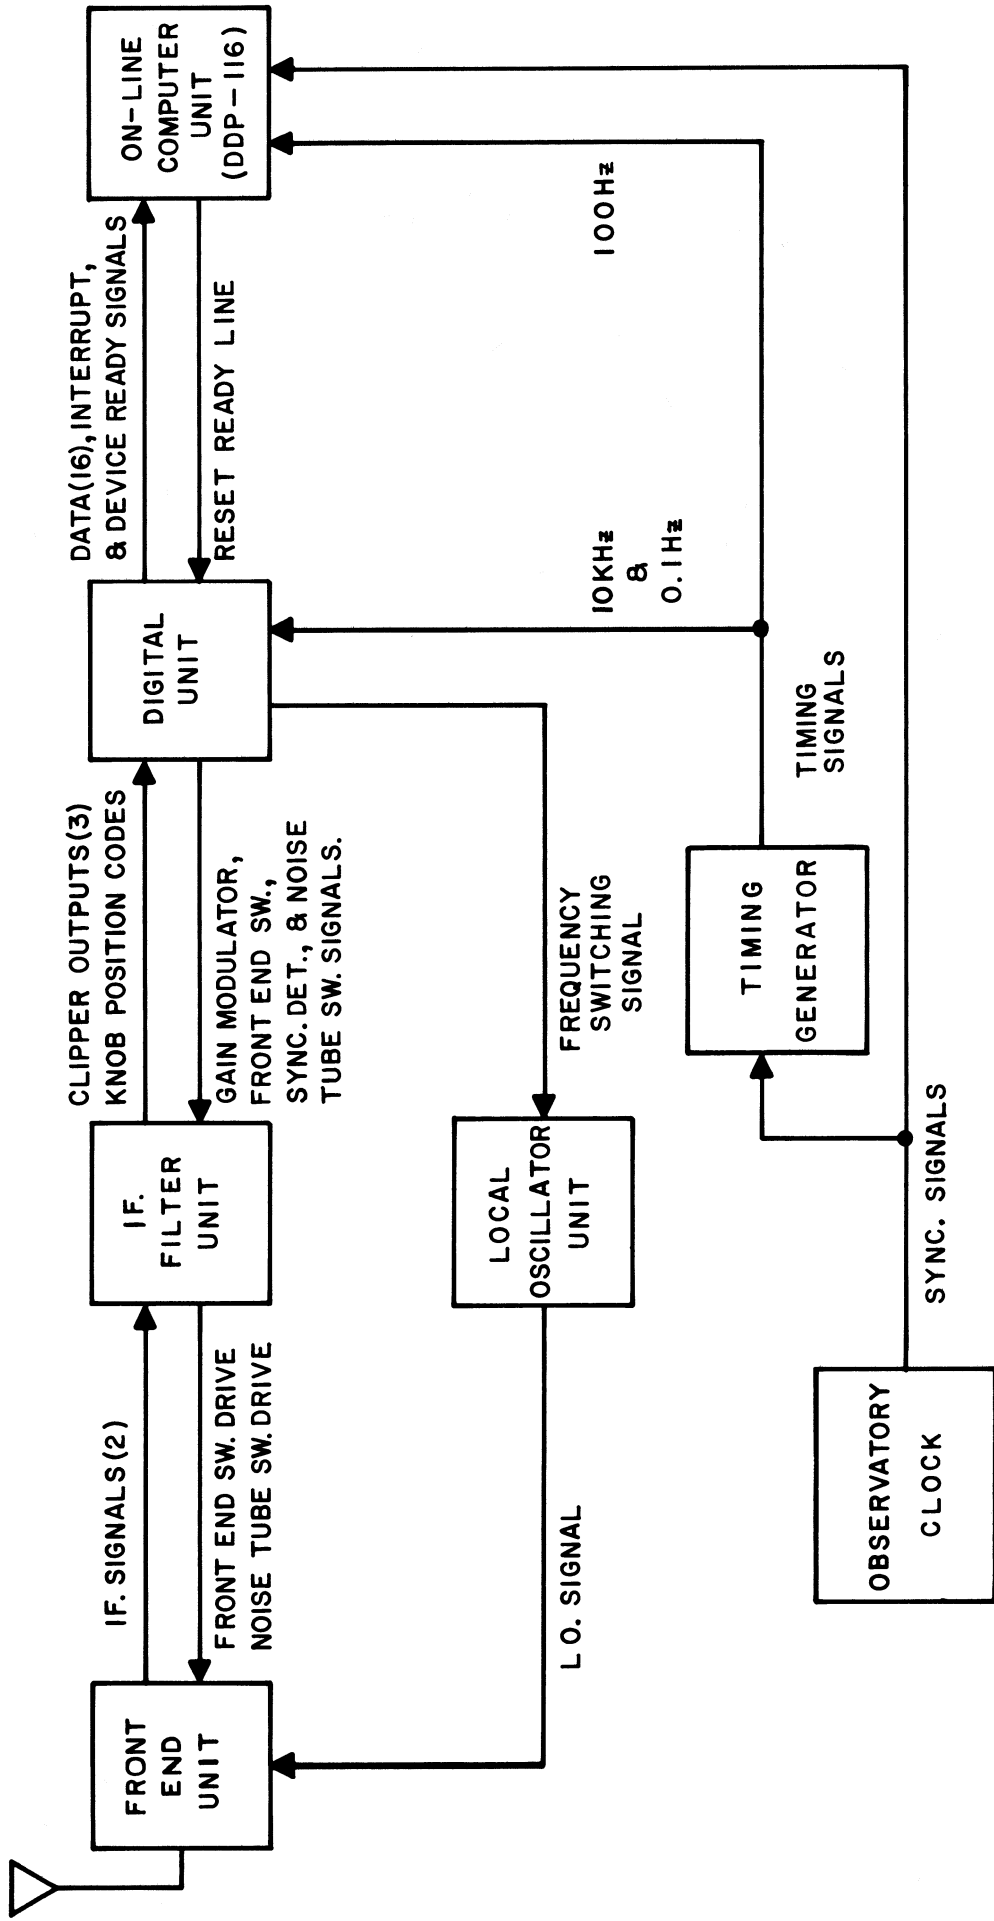 FRONT
END
UNIT
IF. SIGNALS(2)
FRONT END SW. DRIVE
NOISE TUBE SW. DRIVE
IF.
FILTER
UNIT
CLIPPER OUTPUTS(3)
KNOB POSITION CODES
GAIN MODULATOR,
FRONT END SW.,
SYNC. DET., & NOISE
TUBE SW. SIGNALS.
DIGITAL
UNIT
DATA(16), INTERRUPT,
& DEVICE READY SIGNALS
RESET READY LINE
ON-LINE
COMPUTER
UNIT
(DDP-116)
L.O. SIGNAL
LOCAL
OSCILLATOR
UNIT
FREQUENCY
SWITCHING
SIGNAL
10KHz
&
0.1Hz
100Hz
TIMING
GENERATOR
TIMING
SIGNALS
OBSERVATORY
CLOCK
SYNC. SIGNALS